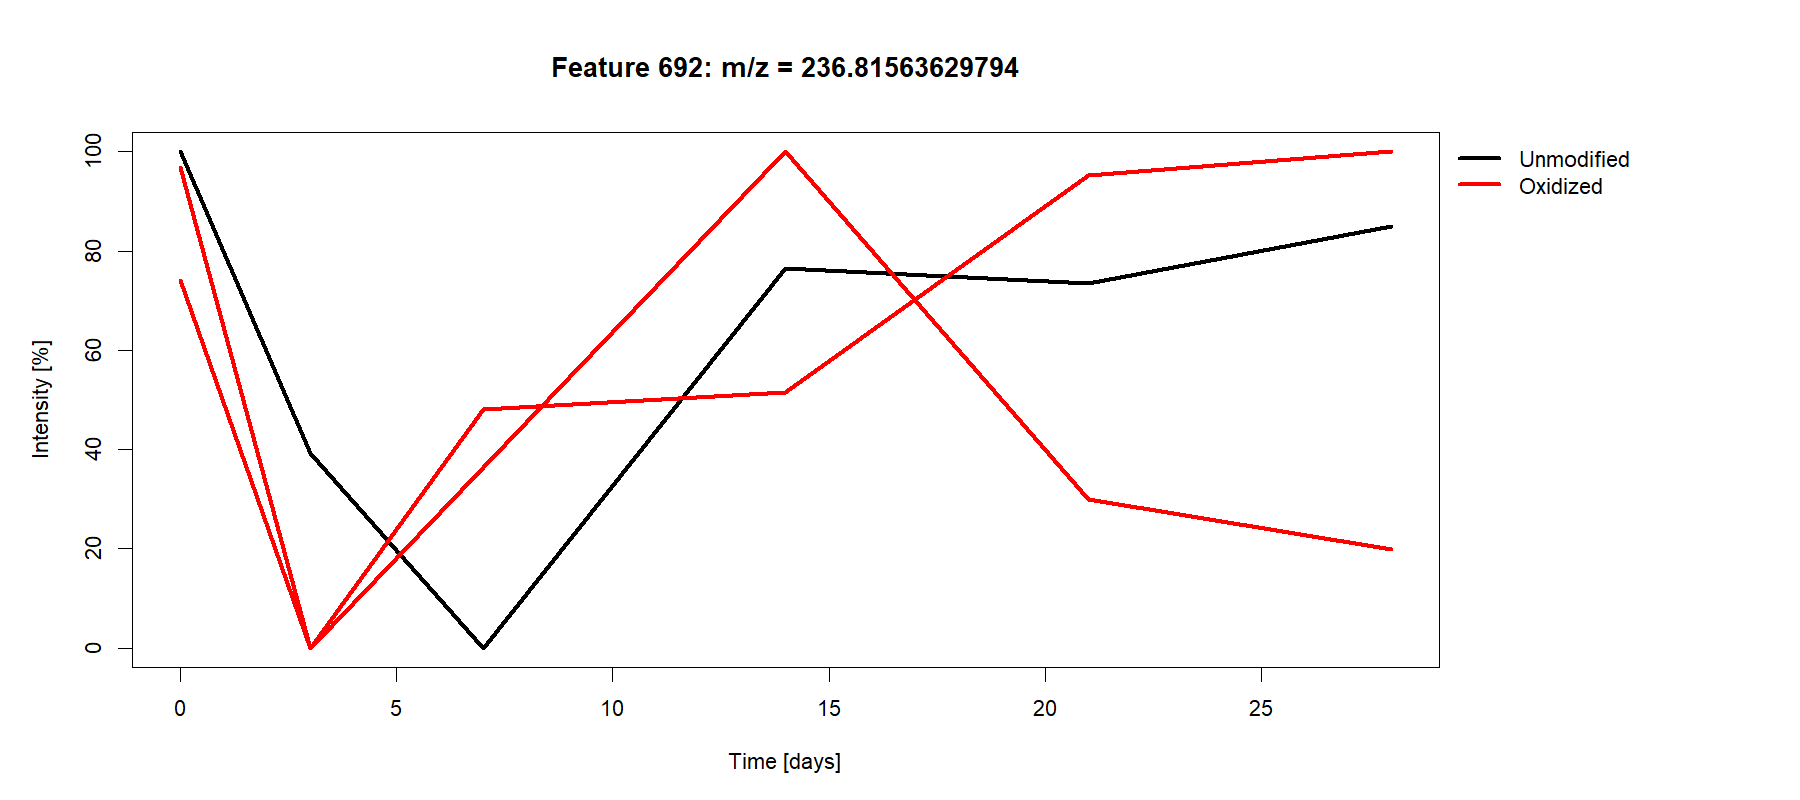 Feature 692: m/z = 236.81563629794
Unmodified
Oxidized
Intensity [%]
100
80
60
40
20
0
0 5 10 15 20 25
Time [days]